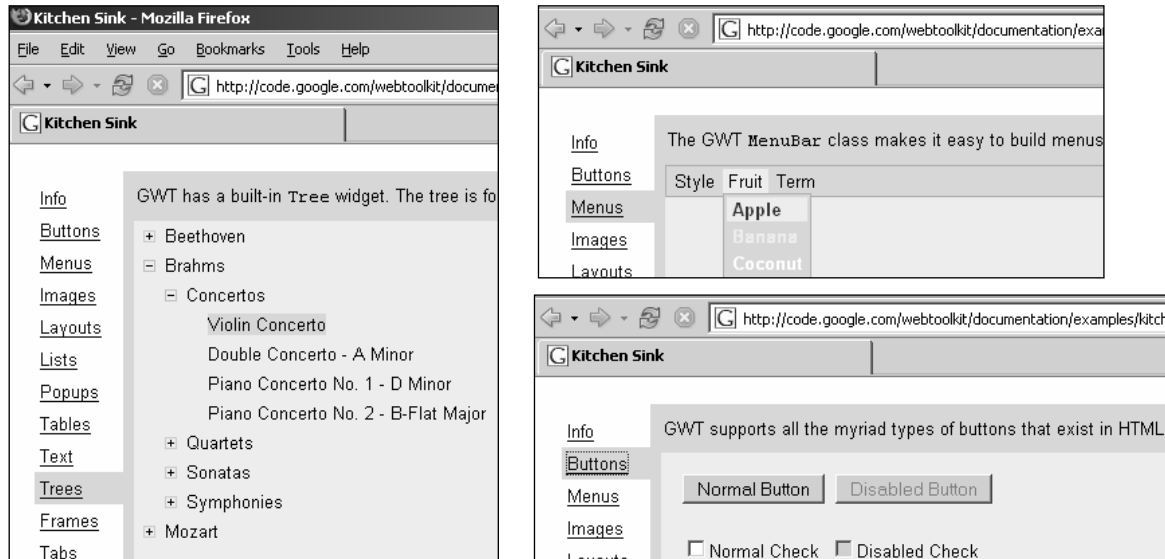 Kitchen Sink - Mozilla Firefox
File Edit View Go Bookmarks Tools Help
G http://code.google.com/webtoolkit/docume
G Kitchen Sink
Info
Buttons
Menus
Images
Layouts
Lists
Popups
Tables
Text
Trees
Frames
Tabs
GWT has a built-in Tree widget. The tree is fo
Beethoven
Brahms
Concertos
Violin Concerto
Double Concerto - A Minor
Piano Concerto No. 1 - D Minor
Piano Concerto No. 2 - B-Flat Major
Quartets
Sonatas
Symphonies
Mozart
G http://code.google.com/webtoolkit/documentation/exa
G Kitchen Sink
Info
Buttons
Menus
Images
Layouts
The GWT MenuBar class makes it easy to build menus
Style Fruit Term
Apple
Banana
Coconut
G http://code.google.com/webtoolkit/documentation/examples/kitch
G Kitchen Sink
Info
Buttons
Menus
Images
Layouts
GWT supports all the myriad types of buttons that exist in HTML
Normal Button Disabled Button
Normal Check Disabled Check